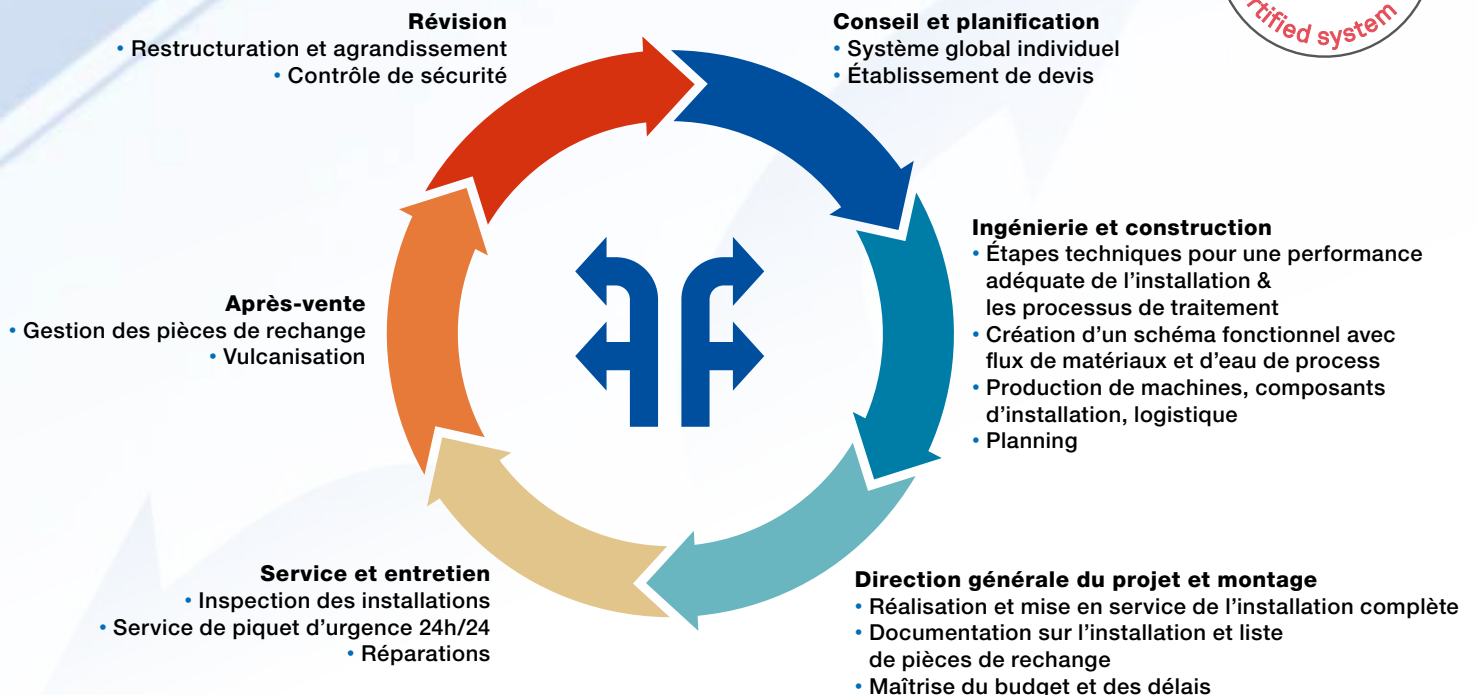 Révision
• Restructuration et agrandissement
• Contrôle de sécurité
Conseil et planification
• Système global individuel
• Établissement de devis
system
Ingénierie et construction
• Étapes techniques pour une performance
adéquate de l’installation &
les processus de traitement
• Création d’un schéma fonctionnel avec
flux de matériaux et d’eau de process
• Production de machines, composants
d’installation, logistique
• Planning
Direction générale du projet et montage
• Réalisation et mise en service de l’installation complète
• Documentation sur l’installation et liste
de pièces de rechange
• Maîtrise du budget et des délais
Service et entretien
• Inspection des installations
• Service de piquet d’urgence 24h/24
• Réparations
Après-vente
• Gestion des pièces de rechange
• Vulcanisation